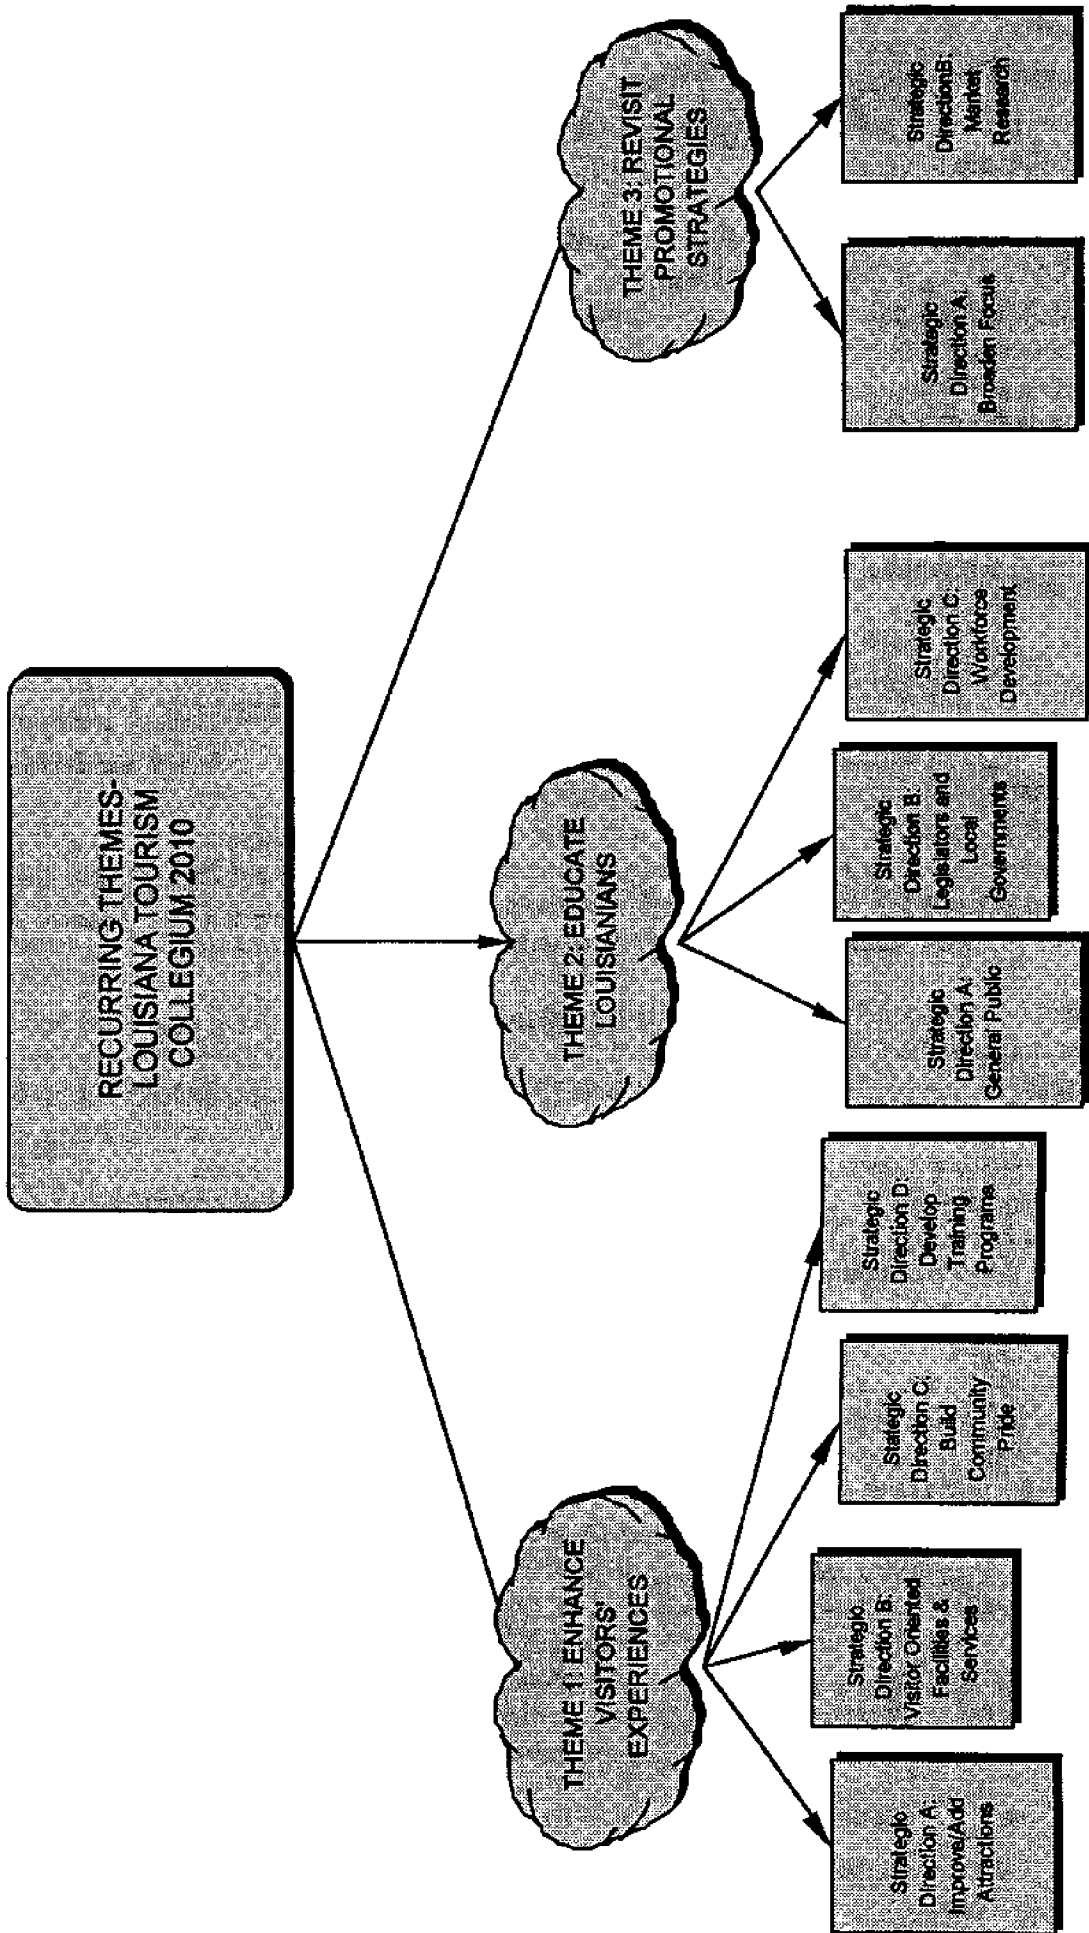 RECURRING THEMES-
LOUISIANA TOURISM
COLLEGIUM 2010
THEME 1: ENHANCE
VISITORS'
EXPERIENCES
THEME 2: EDUCATE
LOUISIANIANS
THEME 3: REVISIT
PROMOTIONAL
STRATEGIES
Strategic
Direction A:
Improve/Add
Attractions
Strategic
Direction B:
Visitor Oriented
Facilities &
Services
Stategic
Direction C:
Build
Community
Pride
Strategic
Direction D:
Develop
Training
Programs
Strategic
Direction A:
General Public
Strategic
Direction B:
Legislators and
Local
Governments
Strategic
Direction C:
Workforce
Development
Strategic
Direction A:
Broaden Focus
Strategic
DirectionB:
Market
Research